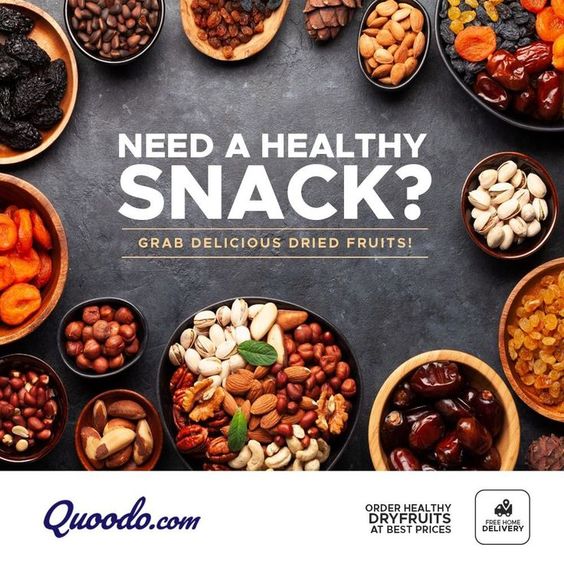 NEED A HEALTHY
SNACK?
GRAB DELICIOUS DRIED FRUITS!
Quoodo.com
ORDER HEALTHY
DRYFRUITS
AT BEST PRICES
FREE HOME
DELIVERY